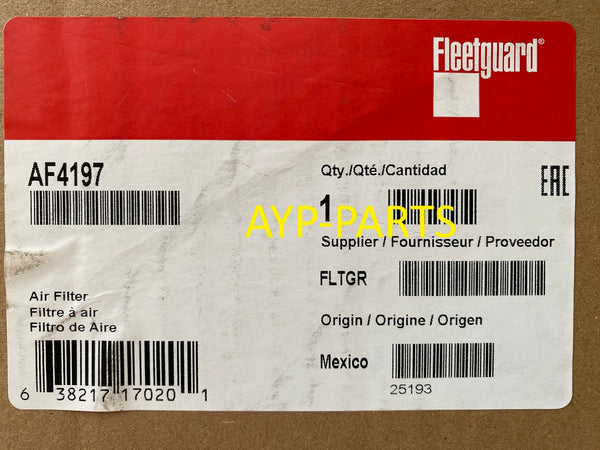 Fleetguard®
AF4197
Qty./Qté./Cantidad
1
EAC
AYP-PARTS
Supplier / Fournisseur / Proveedor
FLTGR
Air Filter
Filtre à air
Filtro de Aire
Origin / Origine / Origen
Mexico
25193
6 38217 17020 1